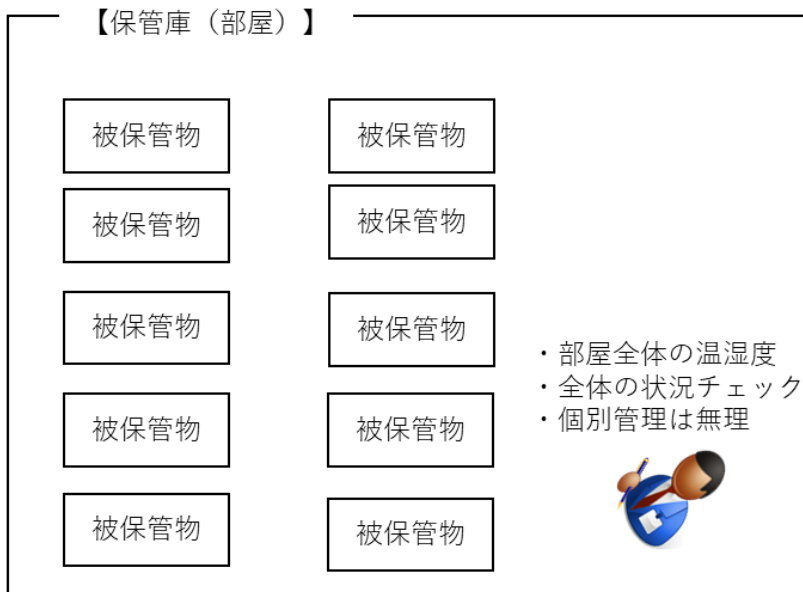 【保管庫（部屋）】
被保管物
被保管物
被保管物
被保管物
被保管物
被保管物
被保管物
被保管物
被保管物
被保管物
・部屋全体の温湿度
・全体の状況チェック
・個別管理は無理